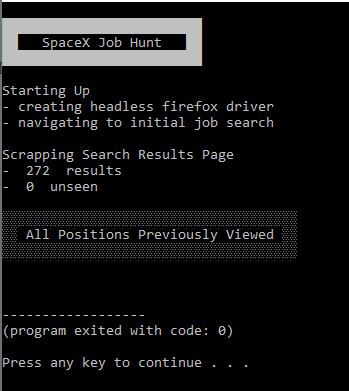 SpaceX Job Hunt
Starting Up
- creating headless firefox driver
- navigating to initial job search
Scrapping Search Results Page
-  272  results
-  0  unseen
All Positions Previously Viewed
------------------
(program exited with code: 0)
Press any key to continue . . .